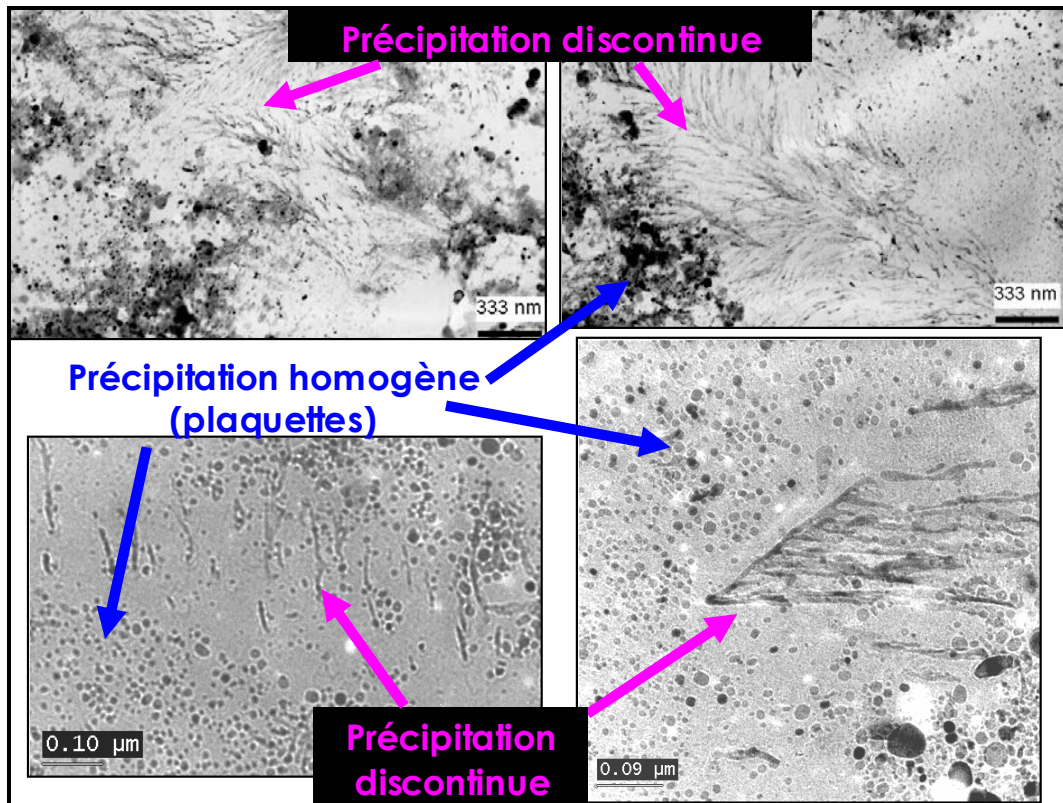 Précipitation discontinue
333 nm
333 nm
Précipitation homogène
(plaquettes)
0.10 µm
Précipitation
discontinue
0.09 µm